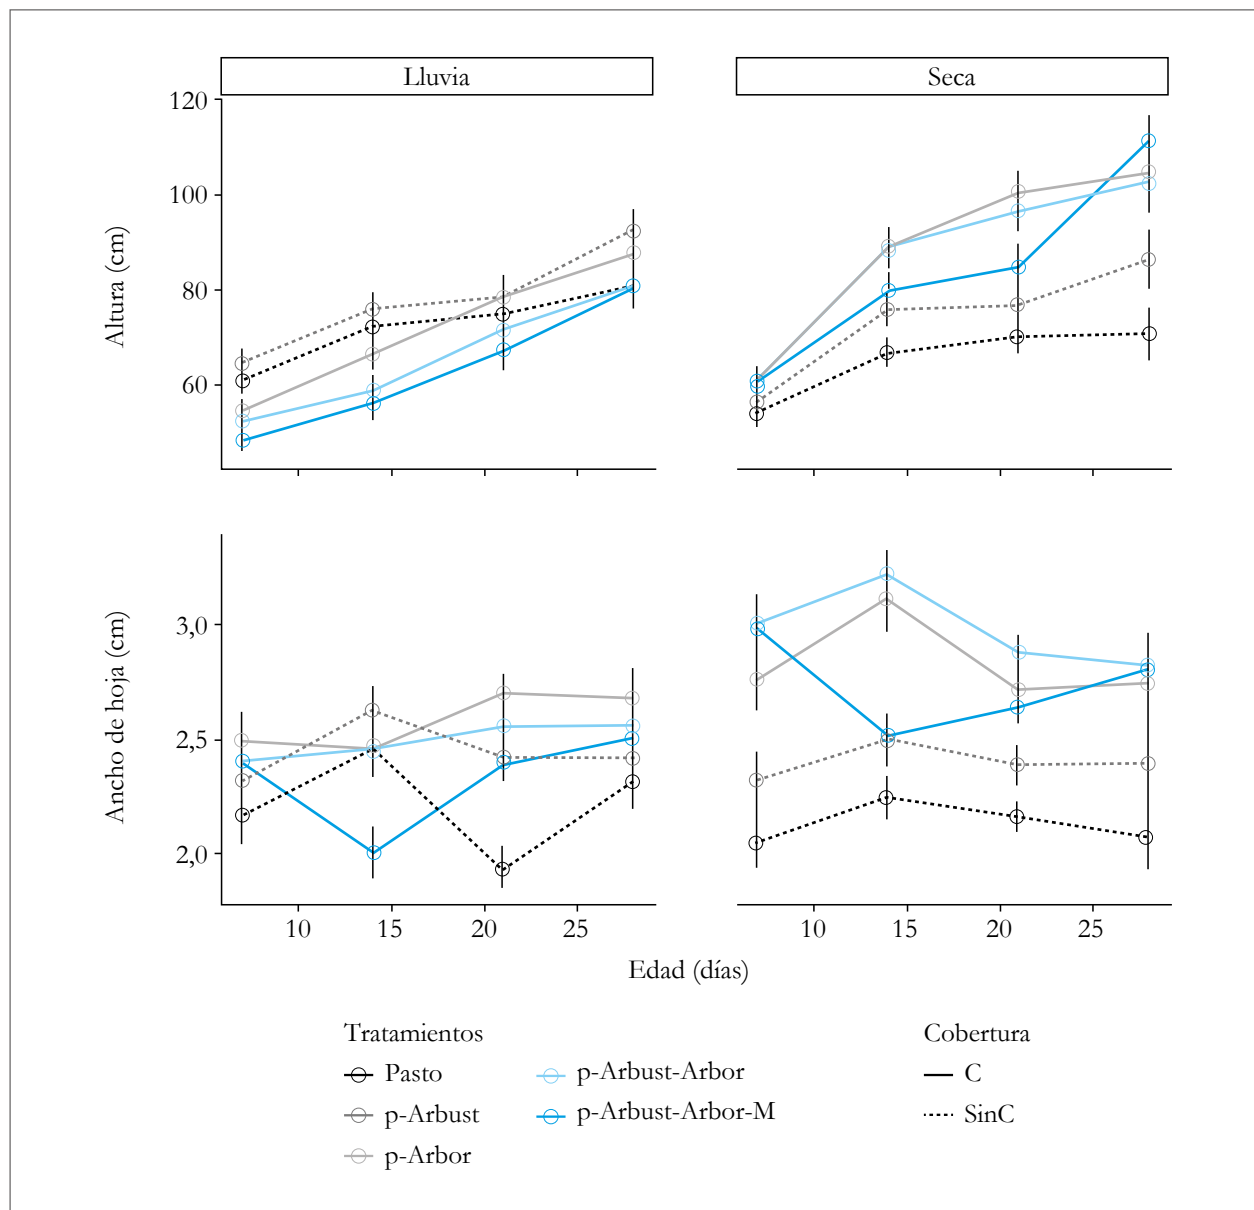 Lluvia
Seca
Altura (cm)
120
100
80
60
Ancho de hoja (cm)
3,0
2,5
2,0
10 15 20 25
10 15 20 25
Edad (días)
Tratamientos
Pasto
p-Arbust
p-Arbor
p-Arbust-Arbor
p-Arbust-Arbor-M
Cobertura
C
SinC